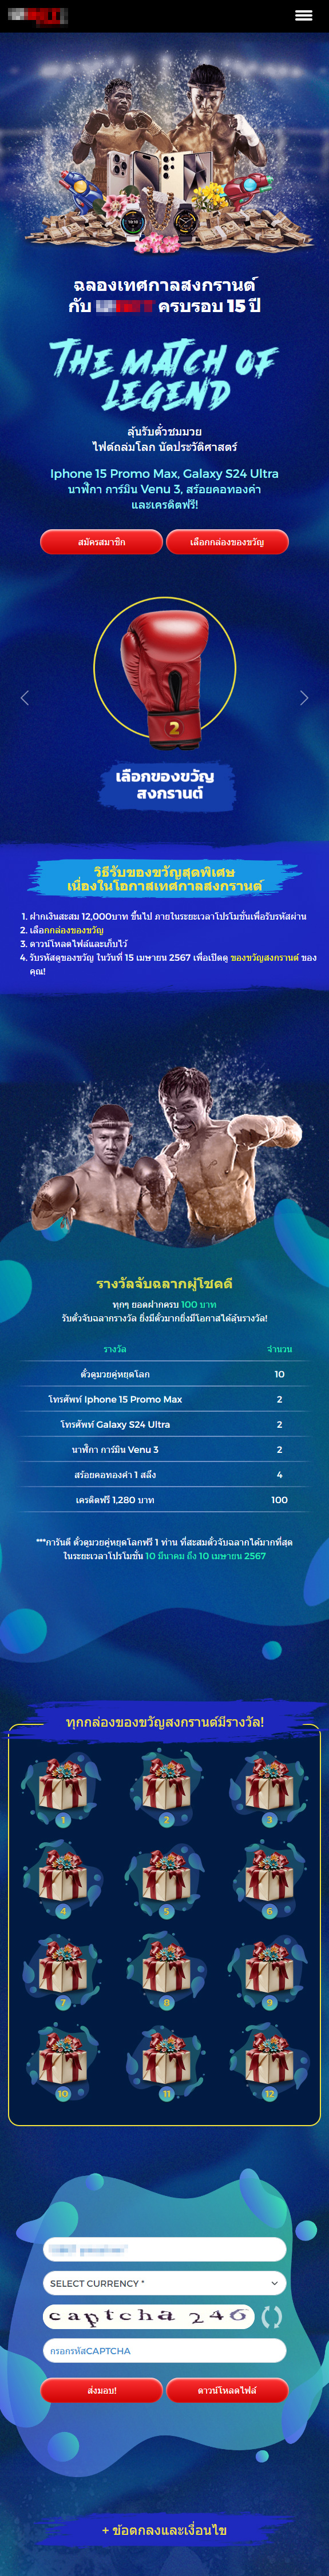 ฉลองเทศกาลสงกรานต์
กับ ครบรอบ 15 ปี
THE MATCH OF
LEGEND
ลุ้นรับตั๋วชมมวย
ไฟต์ถล่มโลก นัดประวัติศาสตร์
Iphone 15 Promo Max, Galaxy S24 Ultra
นาฬิกา การ์มิน Venu 3, สร้อยคอทองคำ
และเครดิตฟรี!
สมัครสมาชิก
เลือกกล่องของขวัญ
2
เลือกของขวัญ
สงกรานต์
วิธีรับของขวัญสุดพิเศษ
เนื่องในโอกาสเทศกาลสงกรานต์
1. ฝากเงินสะสม 12,000บาท ขึ้นไป ภายในระยะเวลาโปรโมชั่นเพื่อรับรหัสผ่าน
2. เลือกกล่องของขวัญ
3. ดาวน์โหลดไฟล์และเก็บไว้
4. รับรหัสดูของขวัญ ในวันที่ 15 เมษายน 2567 เพื่อเปิดดู ของขวัญสงกรานต์ ของ
คุณ!
รางวัลจับฉลากผู้โชคดี
ทุกๆ ยอดฝากครบ 100 บาท
รับตั๋วจับฉลากรางวัล ยิ่งมีตั๋วมากยิ่งมีโอกาสได้ลุ้นรางวัล!
รางวัล จำนวน
ตั๋วดูมวยคู่หยุดโลก 10
โทรศัพท์ Iphone 15 Promo Max 2
โทรศัพท์ Galaxy S24 Ultra 2
นาฬิกา การ์มิน Venu 3 2
สร้อยคอทองคำ 1 สลึง 4
เครดิตฟรี 1,280 บาท 100
***การันตี ตั๋วดูมวยคู่หยุดโลกฟรี 1 ท่าน ที่สะสมตั๋วจับฉลากได้มากที่สุด
ในระยะเวลาโปรโมชั่น 10 มีนาคม ถึง 10 เมษายน 2567
ทุกกล่องของขวัญสงกรานต์มีรางวัล!
1 2 3
4 5 6
7 8 9
10 11 12
SELECT CURRENCY *
captcha 246
กรอกรหัสCAPTCHA
ส่งมอบ!
ดาวน์โหลดไฟล์
+ ข้อตกลงและเงื่อนไข